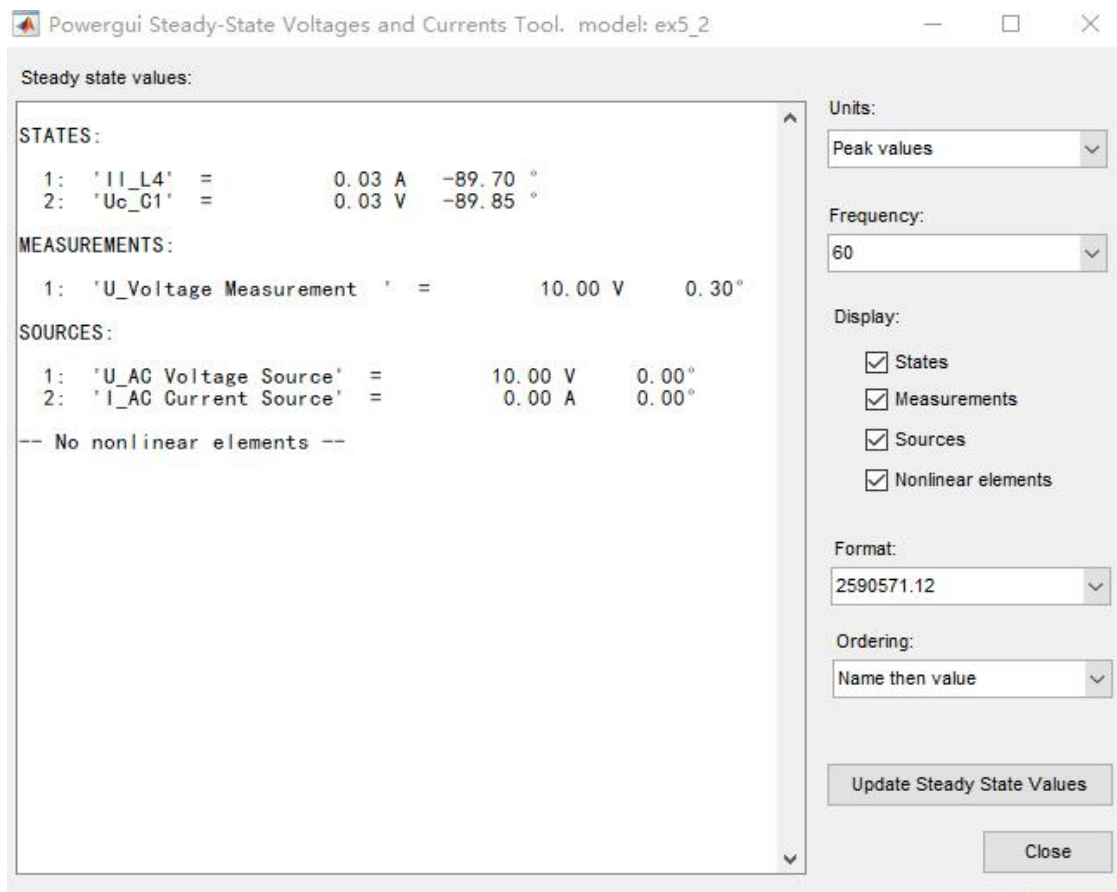 Powergui Steady-State Voltages and Currents Tool. model: ex5_2
Steady state values:
STATES:
1: 'Il_L4' = 0.03 A -89.70 °
2: 'Uc_C1' = 0.03 V -89.85 °
MEASUREMENTS:
1: 'U_Voltage Measurement ' = 10.00 V 0.30°
SOURCES:
1: 'U_AC Voltage Source' = 10.00 V 0.00°
2: 'I_AC Current Source' = 0.00 A 0.00°
-- No nonlinear elements --
Units:
Peak values
Frequency:
60
Display:
States
Measurements
Sources
Nonlinear elements
Format:
2590571.12
Ordering:
Name then value
Update Steady State Values
Close